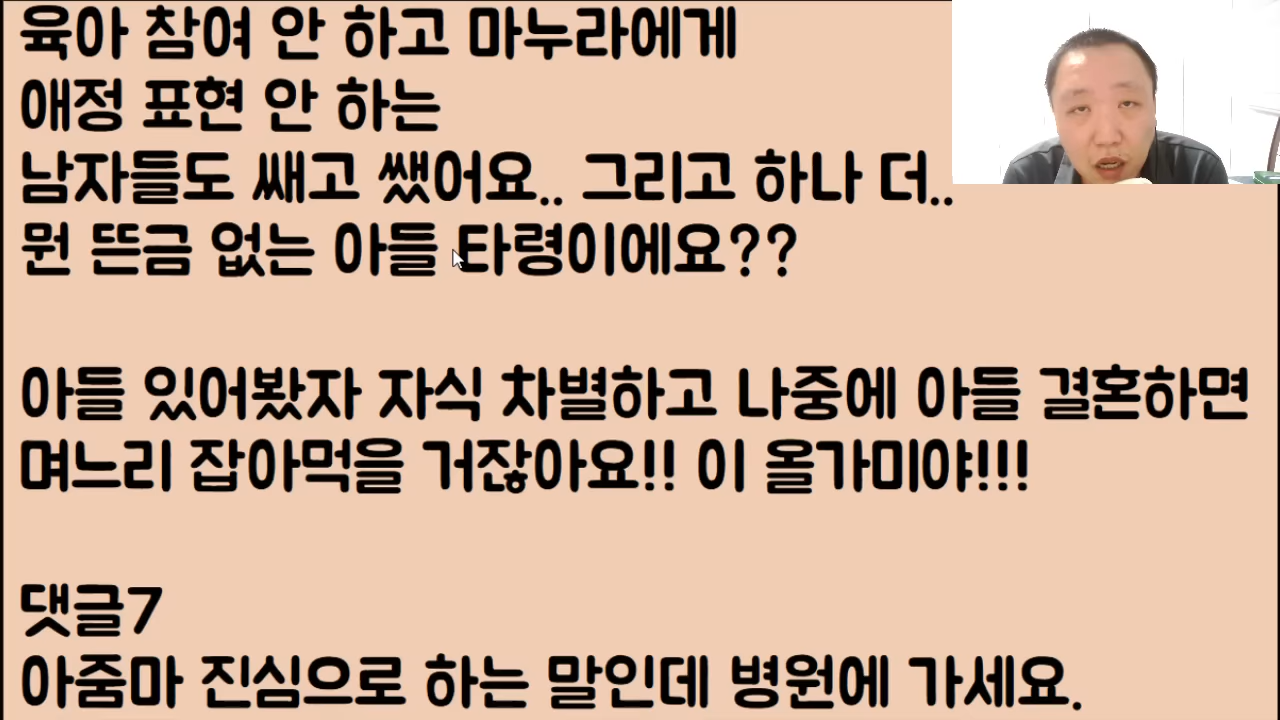 육아 참여 안 하고 마누라에게
애정 표현 안 하는
남자들도 쌔고 쌨어요.. 그리고 하나 더..
뭔 뜬금 없는 아들 타령이에요??
아들 있어봤자 자식 차별하고 나중에 아들 결혼하면
며느리 잡아먹을 거잖아요!! 이 올가미야!!!
댓글7
아줌마 진심으로 하는 말인데 병원에 가세요.